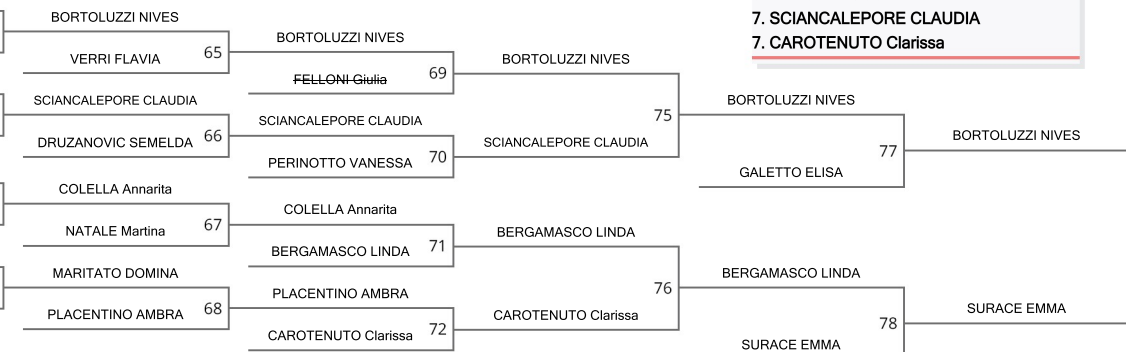 BORTOLUZZI NIVES
7. SCIANCALEPORE CLAUDIA
BORTOLUZZI NIVES
7. CAROTENUTO Clarissa
VERRI FLAVIA
65
BORTOLUZZI NIVES
FELLONI Giulia
69
SCIANCALEPORE CLAUDIA
BORTOLUZZI NIVES
SCIANCALEPORE CLAUDIA
75
BORTOLUZZI NIVES
DRUZANOVIC SEMELDA
66
SCIANCALEPORE CLAUDIA
BORTOLUZZI NIVES
PERINOTTO VANESSA
70
77
GALETTO ELISA
COLELLA Annarita
COLELLA Annarita
NATALE Martina
67
BERGAMASCO LINDA
BERGAMASCO LINDA
71
MARITATO DOMINA
BERGAMASCO LINDA
PLACENTINO AMBRA
76
PLACENTINO AMBRA
68
CAROTENUTO Clarissa
SURACE EMMA
CAROTENUTO Clarissa
72
78
SURACE EMMA